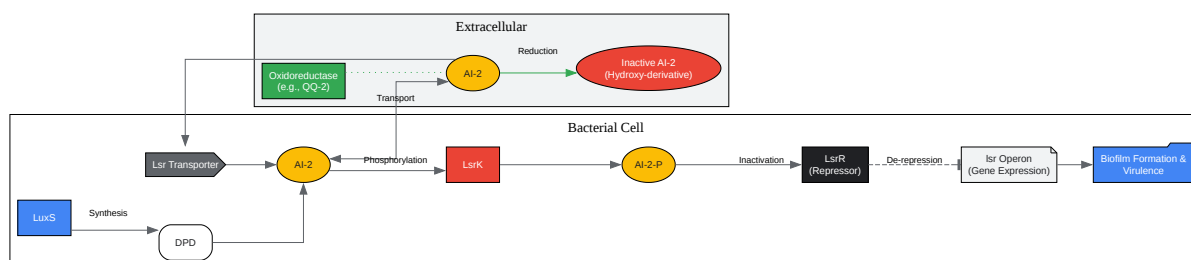 Extracellular
Reduction
Oxidoreductase
(e.g., QQ-2)
AI-2
Inactive AI-2
(Hydroxy-derivative)
Transport
Bacterial Cell
Lsr Transporter
AI-2
Phosphorylation
LsrK
AI-2-P
Inactivation
LsrR
(Repressor)
De-repression
lsr Operon
(Gene Expression)
Biofilm Formation &
Virulence
LuxS
Synthesis
DPD